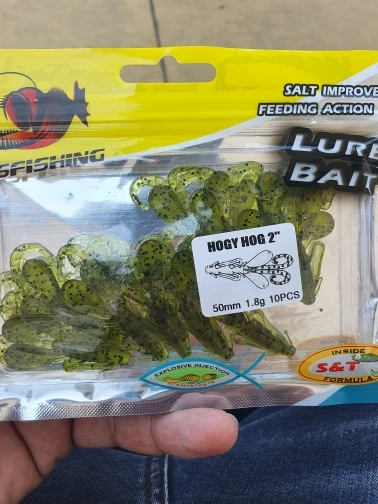 SALT IMPROVE
FEEDING ACTION
SFISHING
LURE
BAIT
HOGY HOG 2"
50mm 1.8g 10PCS
EXPLOSIVE INJECTION
INSIDE
S&T
FORMULA